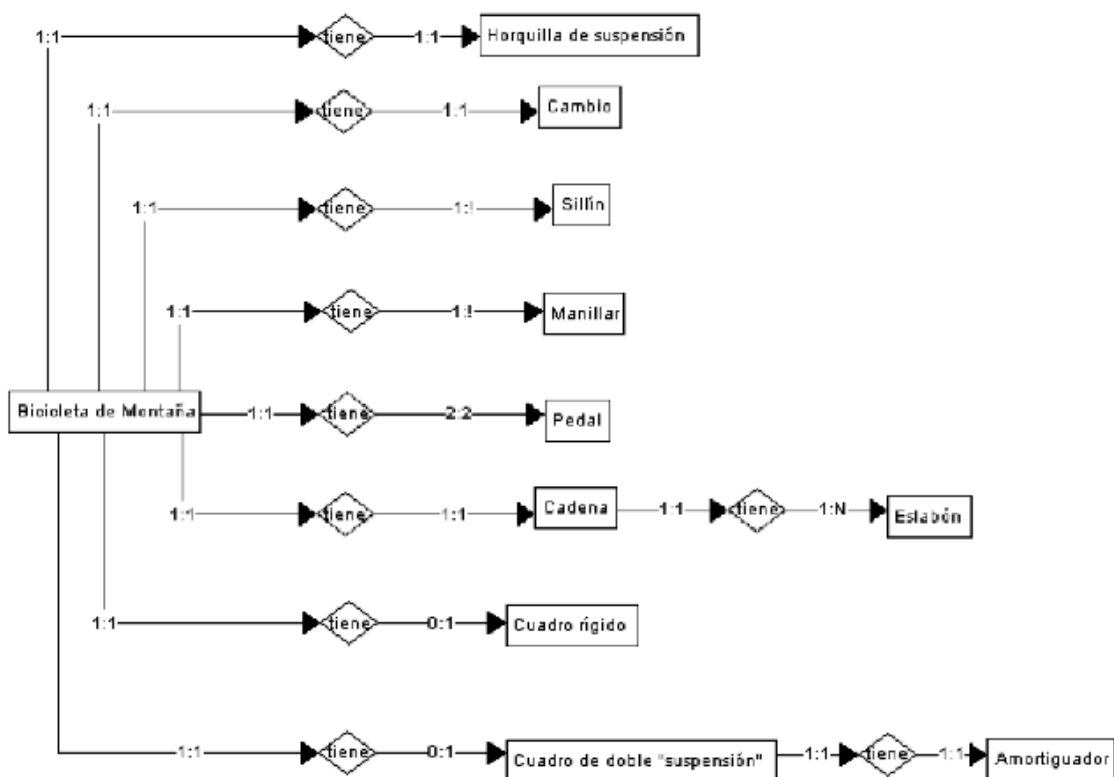 1:1 tiene 1:1 Horquilla de suspensión
1:1 tiene 1:1 Cambio
1:1 tiene 1:! Sillín
1:1 tiene 1:! Manillar
Bicicleta de Montaña 1:1 tiene 2:2 Pedal
1:1 tiene 1:1 Cadena 1:1 tiene 1:N Eslabón
1:1 tiene 0:1 Cuadro rígido
1:1 tiene 0:1 Cuadro de doble "suspensión" 1:1 tiene 1:1 Amortiguador